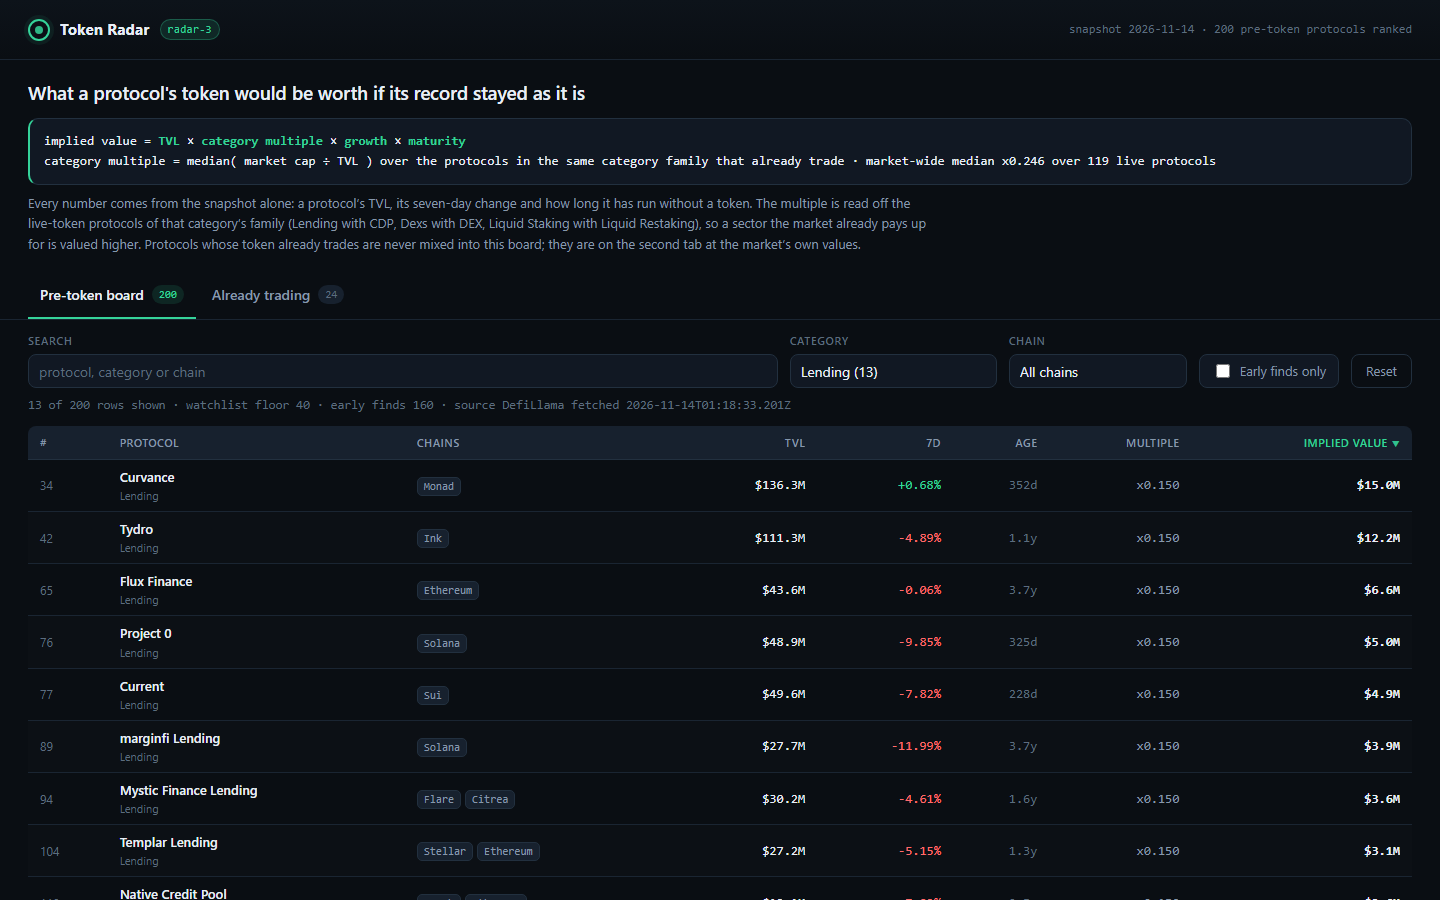 Token Radar radar-3 snapshot 2026-11-14 · 200 pre-token protocols ranked
What a protocol's token would be worth if its record stayed as it is
implied value = TVL × category multiple × growth × maturity
category multiple = median( market cap ÷ TVL ) over the protocols in the same category family that already trade · market-wide median x0.246 over 119 live protocols
Every number comes from the snapshot alone: a protocol's TVL, its seven-day change and how long it has run without a token. The multiple is read off the
live-token protocols of that category's family (Lending with CDP, Dexs with DEX, Liquid Staking with Liquid Restaking), so a sector the market already pays up
for is valued higher. Protocols whose token already trades are never mixed into this board; they are on the second tab at the market's own values.
Pre-token board 200 Already trading 24
SEARCH CATEGORY CHAIN
protocol, category or chain Lending (13) All chains Early finds only Reset
13 of 200 rows shown · watchlist floor 40 · early finds 160 · source DefiLlama fetched 2026-11-14T01:18:33.201Z
# PROTOCOL CHAINS TVL 7D AGE MULTIPLE IMPLIED VALUE ▼
34 Curvance Monad $136.3M +0.68% 352d x0.150 $15.0M
Lending
42 Tydro Ink $111.3M -4.89% 1.1y x0.150 $12.2M
Lending
65 Flux Finance Ethereum $43.6M -0.06% 3.7y x0.150 $6.6M
Lending
76 Project 0 Solana $48.9M -9.85% 325d x0.150 $5.0M
Lending
77 Current Sui $49.6M -7.82% 228d x0.150 $4.9M
Lending
89 marginfi Lending Solana $27.7M -11.99% 3.7y x0.150 $3.9M
Lending
94 Mystic Finance Lending Flare Citrea $30.2M -4.61% 1.6y x0.150 $3.6M
Lending
104 Templar Lending Stellar Ethereum $27.2M -5.15% 1.3y x0.150 $3.1M
Lending
Native Credit Pool